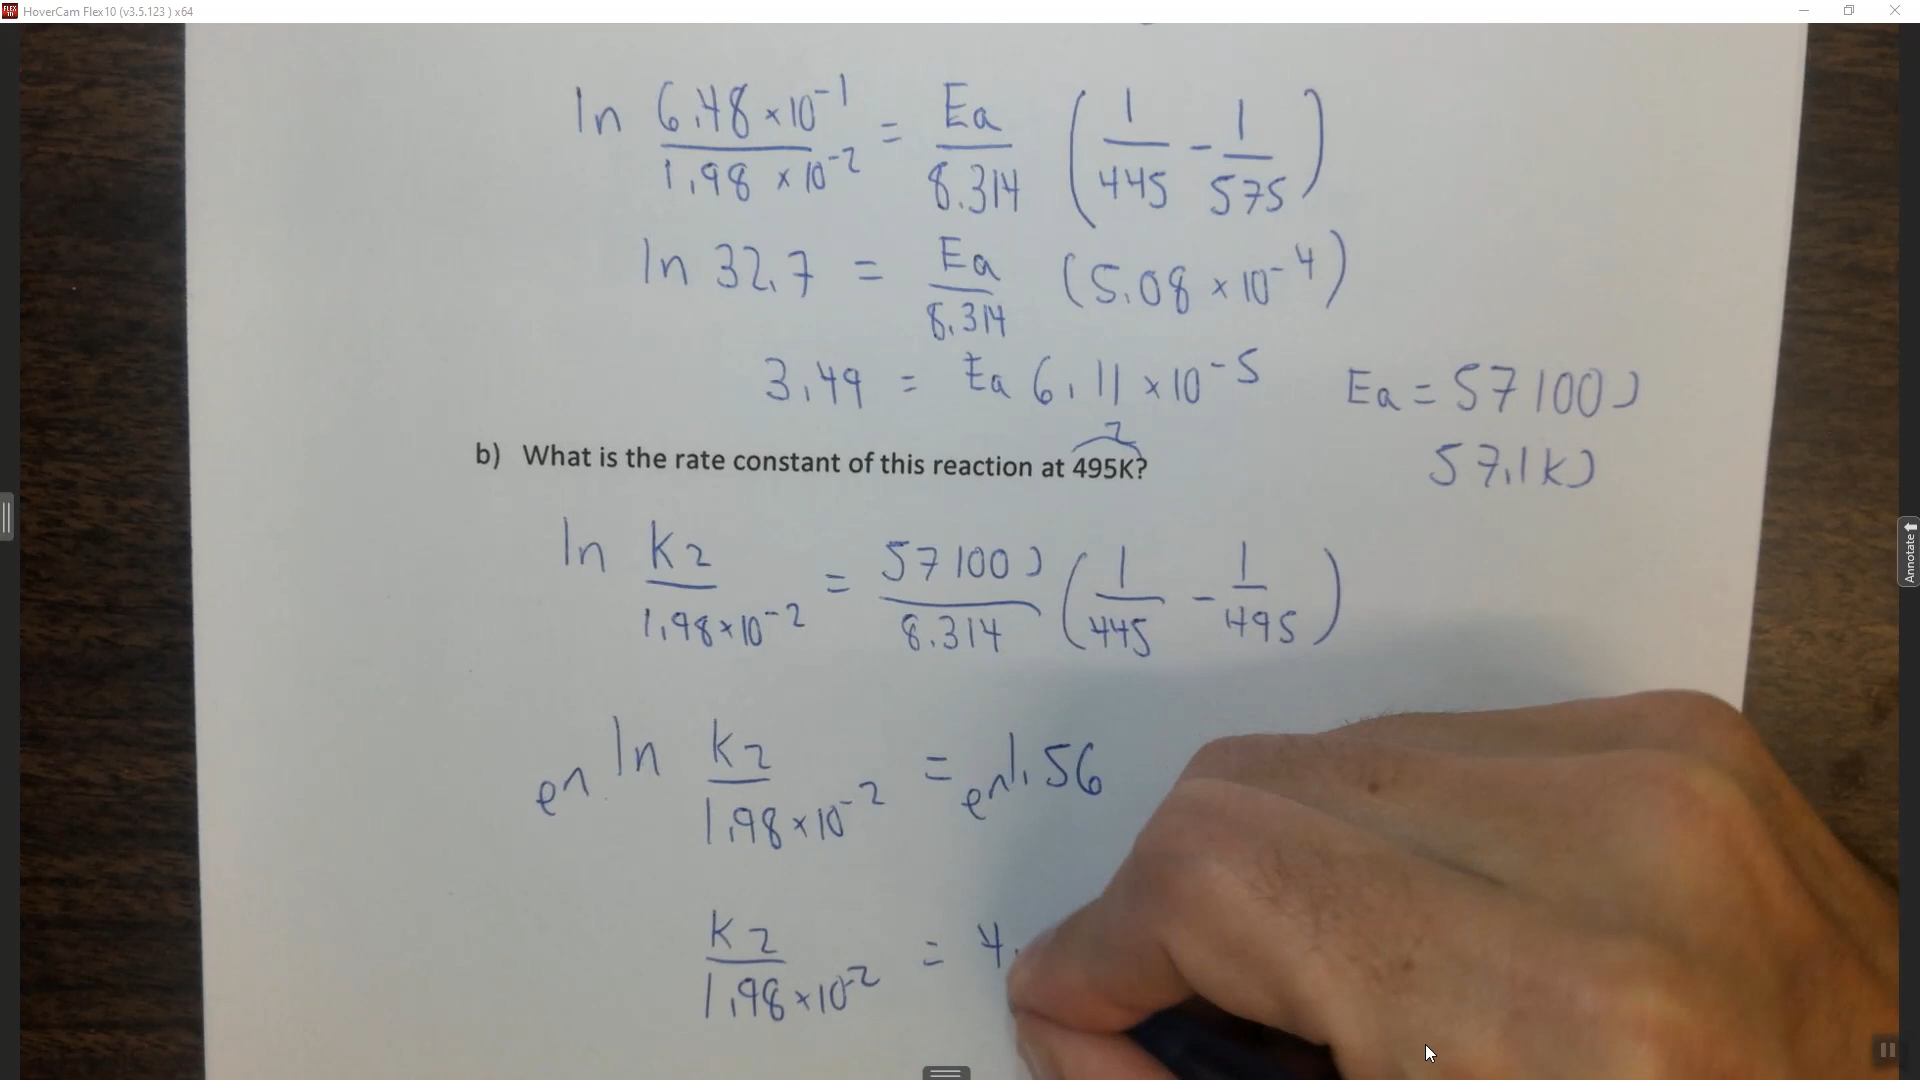 HoverCam Flex10 (v3.5.123 ) x64
ln 6.48 × 10^-1 / 1.98 × 10^-2 = Ea / 8.314 ( 1 / 445 - 1 / 575 )
ln 32.7 = Ea / 8.314 (5.08 × 10^-4)
3.49 = Ea 6.11 × 10^-5 Ea = 57100J
57.1kJ
2
b) What is the rate constant of this reaction at 495K?
ln K2 / 1.98×10^-2 = 57100J / 8.314 ( 1 / 445 - 1 / 495 )
e^ ln K2 / 1.98×10^-2 = e^ 1.56
K2 / 1.98×10^-2 = 4.
Annotate